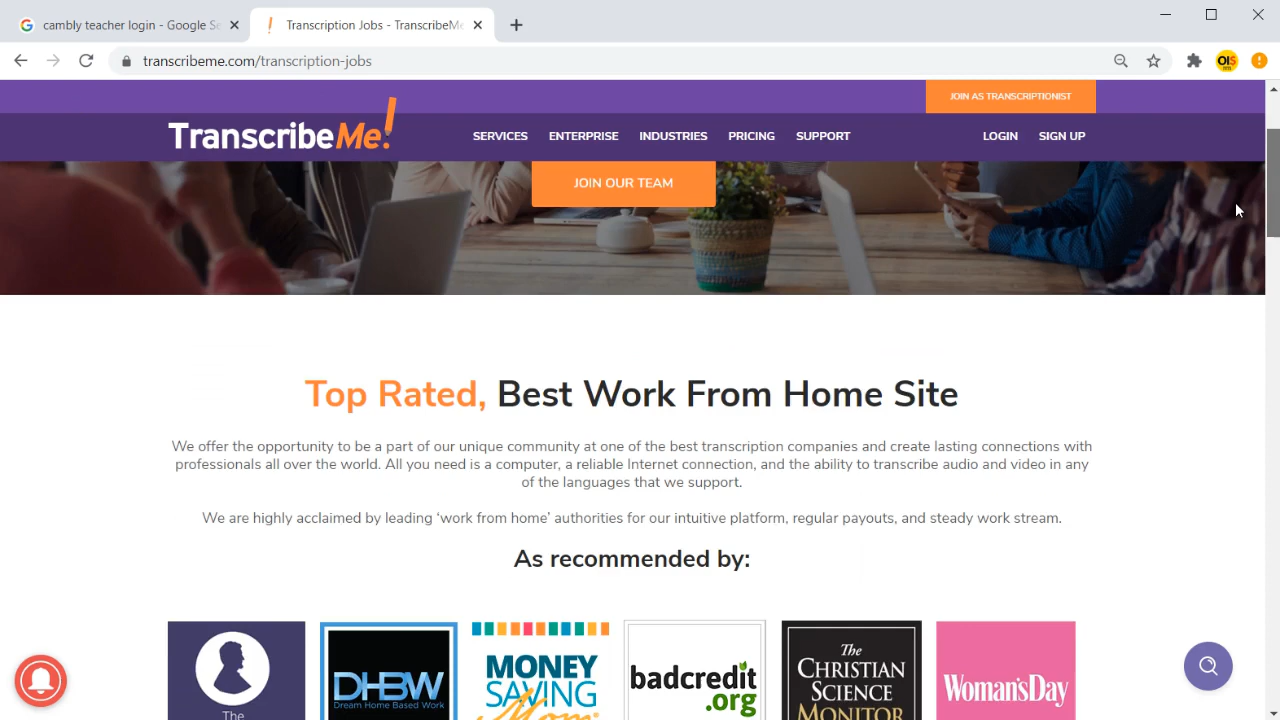 cambly teacher login - Google Se
Transcription Jobs - TranscribeMe
transcribeme.com/transcription-jobs
JOIN AS TRANSCRIPTIONIST
TranscribeMe!
SERVICES ENTERPRISE INDUSTRIES PRICING SUPPORT LOGIN SIGN UP
JOIN OUR TEAM
Top Rated, Best Work From Home Site
We offer the opportunity to be a part of our unique community at one of the best transcription companies and create lasting connections with
professionals all over the world. All you need is a computer, a reliable Internet connection, and the ability to transcribe audio and video in any
of the languages that we support.
We are highly acclaimed by leading ‘work from home’ authorities for our intuitive platform, regular payouts, and steady work stream.
As recommended by:
The
DHBW
Dream Home Based Work
MONEY
SAVING
Mom®
badcredit
.org
The
CHRISTIAN
SCIENCE
MONITOR
Woman'sDay